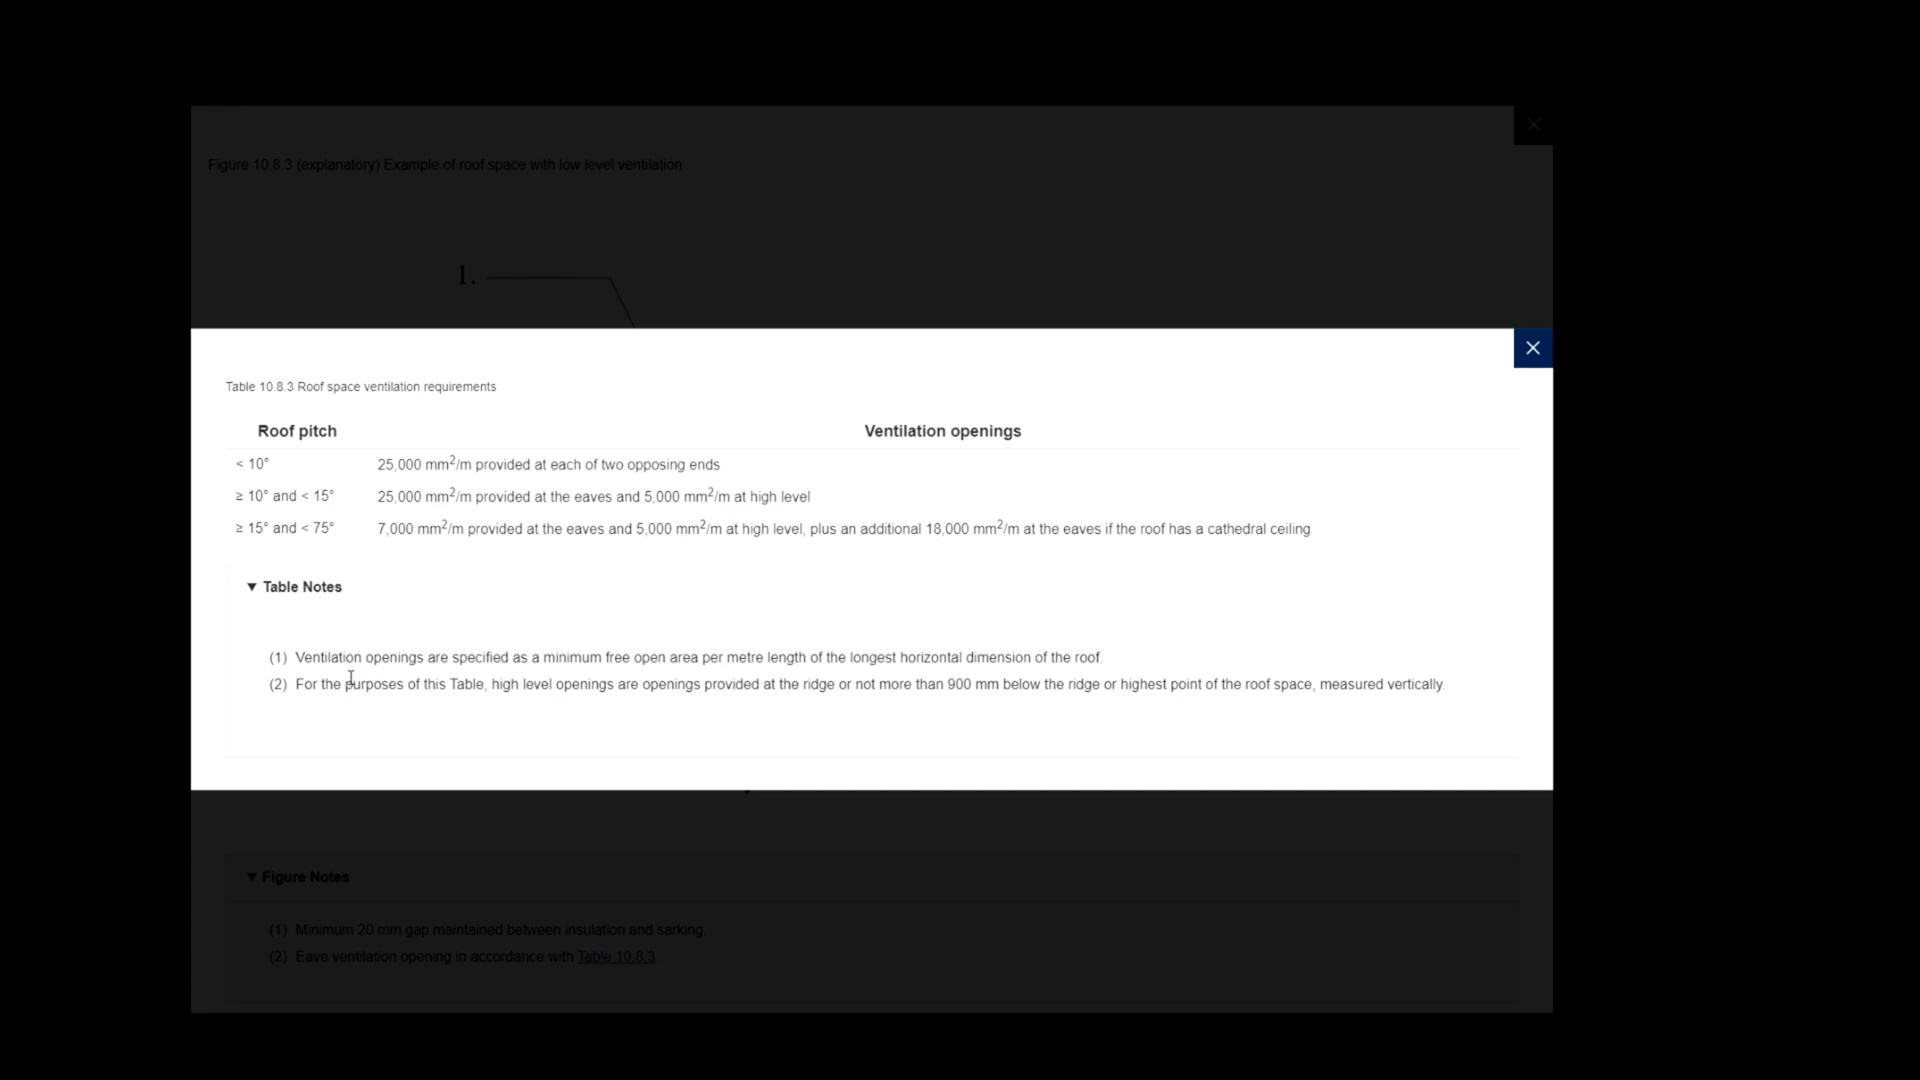 Figure 10.8.3 (explanatory) Example of roof space with low level ventilation
1.
Table 10.8.3 Roof space ventilation requirements
Roof pitch Ventilation openings
< 10° 25,000 mm²/m provided at each of two opposing ends
≥ 10° and < 15° 25,000 mm²/m provided at the eaves and 5,000 mm²/m at high level
≥ 15° and < 75° 7,000 mm²/m provided at the eaves and 5,000 mm²/m at high level, plus an additional 18,000 mm²/m at the eaves if the roof has a cathedral ceiling
▼ Table Notes
(1) Ventilation openings are specified as a minimum free open area per metre length of the longest horizontal dimension of the roof.
(2) For the purposes of this Table, high level openings are openings provided at the ridge or not more than 900 mm below the ridge or highest point of the roof space, measured vertically.
▼ Figure Notes
(1) Minimum 20 mm gap maintained between insulation and sarking.
(2) Eave ventilation opening in accordance with Table 10.8.3.